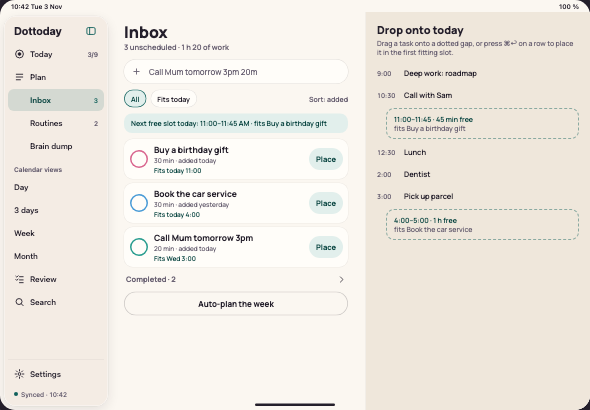 10:42 Tue 3 Nov
100 %
Dottoday
Today 3/9
Plan
Inbox 3
Routines 2
Brain dump
Calendar views
Day
3 days
Week
Month
Review
Search
Settings
Synced · 10:42
Inbox
3 unscheduled · 1 h 20 of work
+ Call Mum tomorrow 3pm 20m
All
Fits today
Sort: added
Next free slot today: 11:00–11:45 AM · fits Buy a birthday gift
Buy a birthday gift
30 min · added today
Fits today 11:00
Place
Book the car service
30 min · added yesterday
Fits today 4:00
Place
Call Mum tomorrow 3pm
20 min · added today
Fits Wed 3:00
Place
Completed · 2
Auto-plan the week
Drop onto today
Drag a task onto a dotted gap, or press ⌘⏎ on a row to place
it in the first fitting slot.
9:00 Deep work: roadmap
10:30 Call with Sam
11:00–11:45 · 45 min free
fits Buy a birthday gift
12:30 Lunch
2:00 Dentist
3:00 Pick up parcel
4:00–5:00 · 1 h free
fits Book the car service